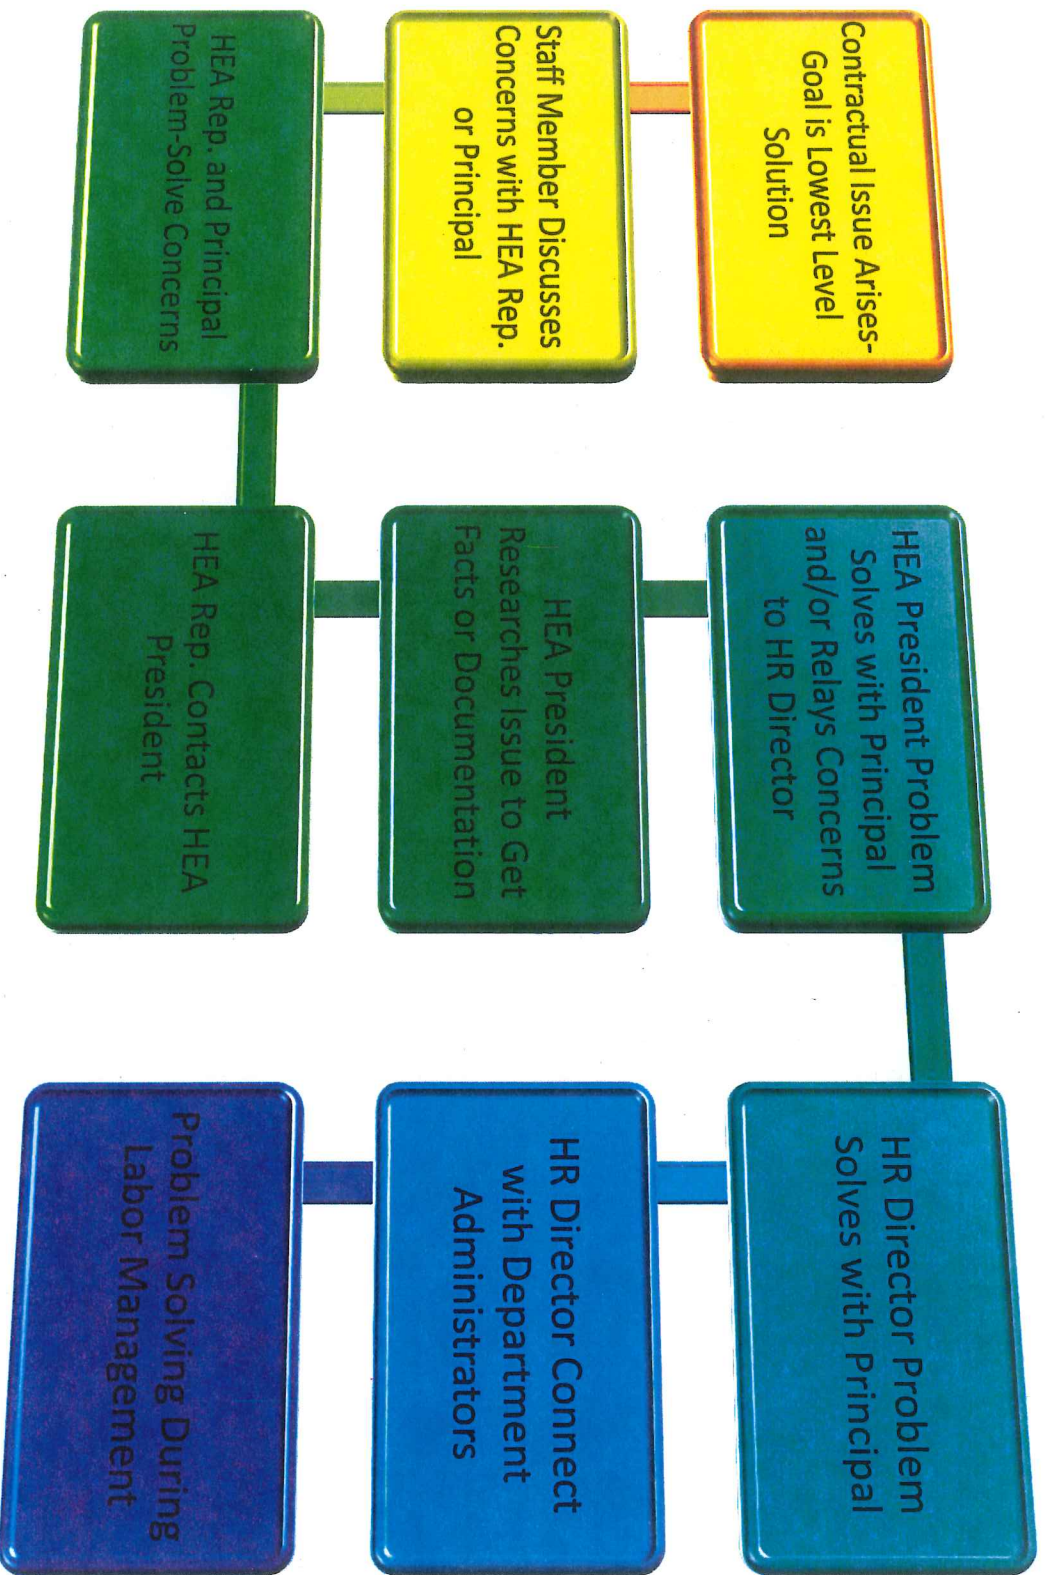 Contractual Issue Arises-
Goal is Lowest Level
Solution
Staff Member Discusses
Concerns with HEA Rep.
or Principal
HEA Rep. and Principal
Problem-Solve Concerns
HEA Rep. Contacts HEA
President
HEA President
Researches Issue to Get
Facts or Documentation
HEA President Problem
Solves with Principal
and/or Relays Concerns
to HR Director
HR Director Problem
Solves with Principal
HR Director Connect
with Department
Administrators
Problem Solving During
Labor Management